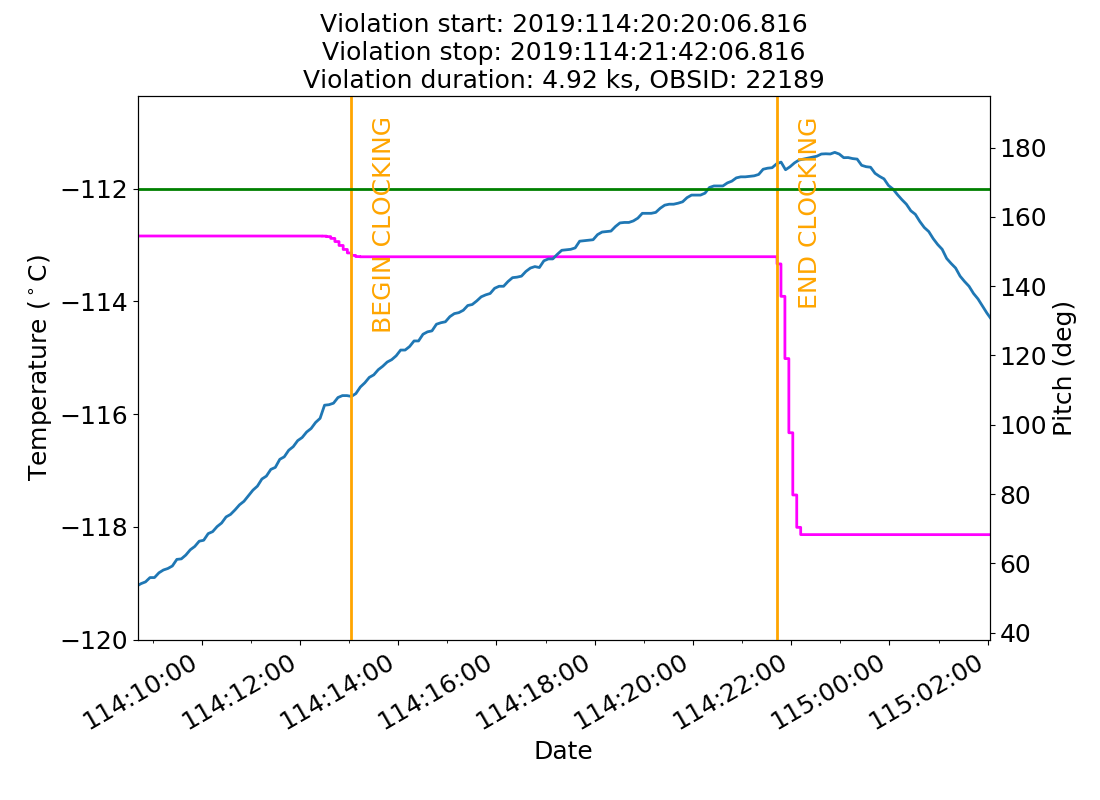 Violation start: 2019:114:20:20:06.816
Violation stop: 2019:114:21:42:06.816
Violation duration: 4.92 ks, OBSID: 22189
Temperature (°C)
−112
−114
−116
−118
−120
BEGIN CLOCKING
END CLOCKING
180
160
140
120
100
80
60
40
Pitch (deg)
114:10:00
114:12:00
114:14:00
114:16:00
114:18:00
114:20:00
114:22:00
115:00:00
115:02:00
Date